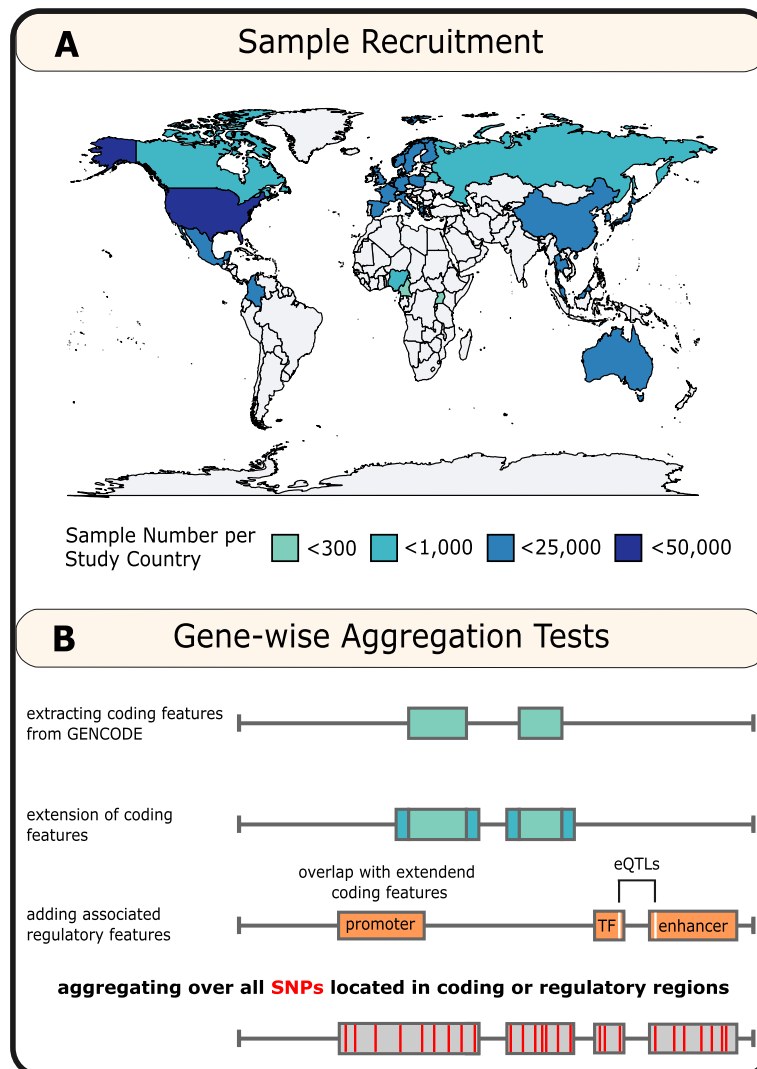 A Sample Recruitment
Sample Number per
Study Country
<300 <1,000 <25,000 <50,000
B Gene-wise Aggregation Tests
extracting coding features
from GENCODE
extension of coding
features
overlap with extendend
coding features
eQTLs
adding associated
regulatory features
promoter TF enhancer
aggregating over all SNPs located in coding or regulatory regions